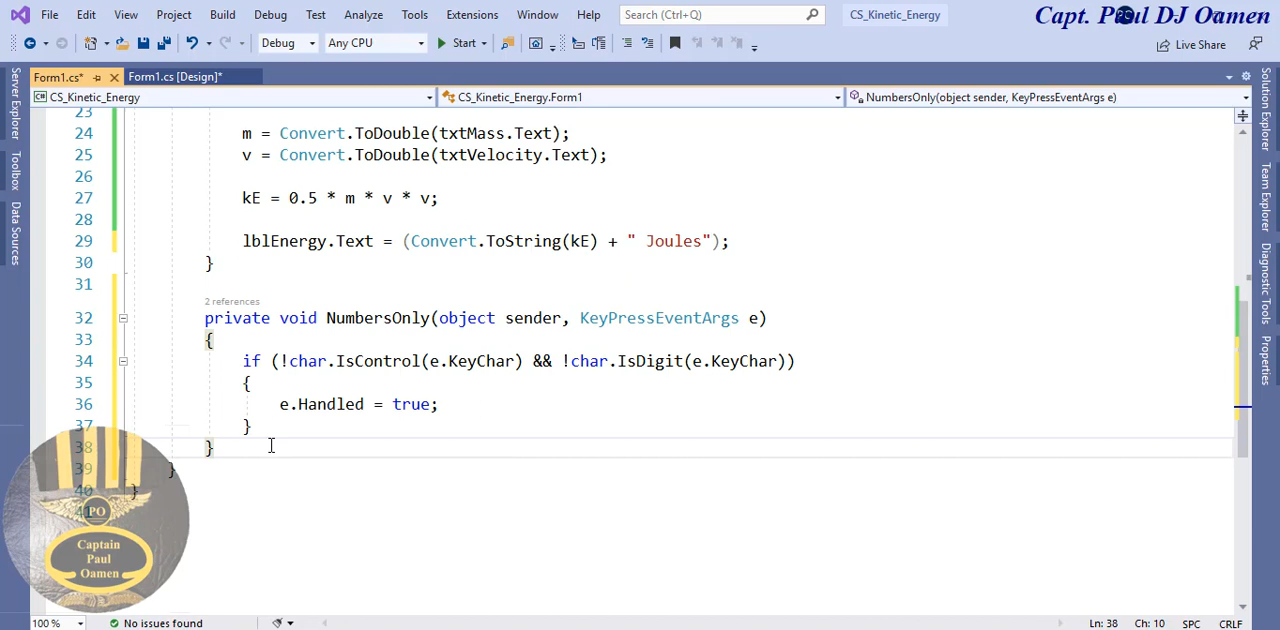 File Edit View Project Build Debug Test Analyze Tools Extensions Window Help Search (Ctrl+Q) CS_Kinetic_Energy
Capt. Paul DJ Oamen
Debug Any CPU Start Live Share
Form1.cs* Form1.cs [Design]*
CS_Kinetic_Energy CS_Kinetic_Energy.Form1 NumbersOnly(object sender, KeyPressEventArgs e)
Server Explorer
Toolbox
Data Sources
23
24 m = Convert.ToDouble(txtMass.Text);
25 v = Convert.ToDouble(txtVelocity.Text);
26
27 kE = 0.5 * m * v * v;
28
29 lblEnergy.Text = (Convert.ToString(kE) + " Joules");
30 }
31
2 references
32 private void NumbersOnly(object sender, KeyPressEventArgs e)
33 {
34 if (!char.IsControl(e.KeyChar) && !char.IsDigit(e.KeyChar))
35 {
36 e.Handled = true;
37 }
38 }
39 }
40 }
41
PO
Captain
Paul
Oamen
Solution Explorer
Team Explorer
Diagnostic Tools
Properties
100 % No issues found Ln: 38 Ch: 10 SPC CRLF